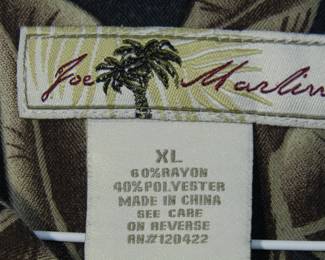 Joe Marlin
XL
60%RAYON
40%POLYESTER
MADE IN CHINA
SEE CARE
ON REVERSE
RN#120422